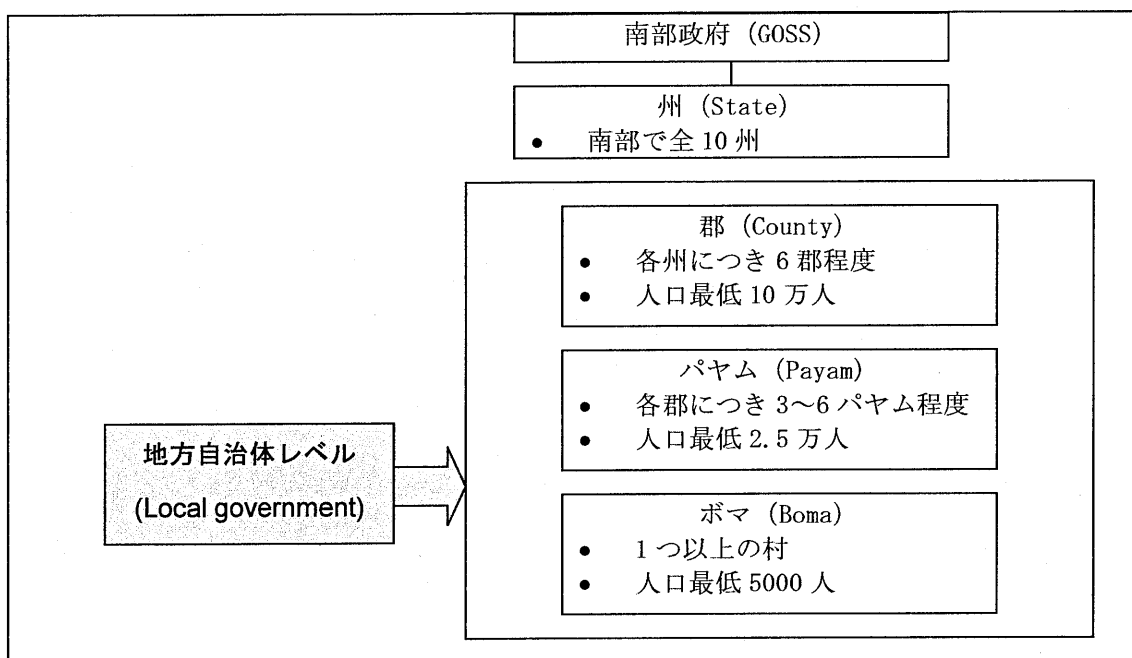 南部政府 (GOSS)
州 (State)
● 南部で全 10 州
郡 (County)
● 各州につき 6 郡程度
● 人口最低 10 万人
パヤム (Payam)
● 各郡につき 3～6 パヤム程度
● 人口最低 2.5 万人
地方自治体レベル
(Local government)
ボマ (Boma)
● 1 つ以上の村
● 人口最低 5000 人